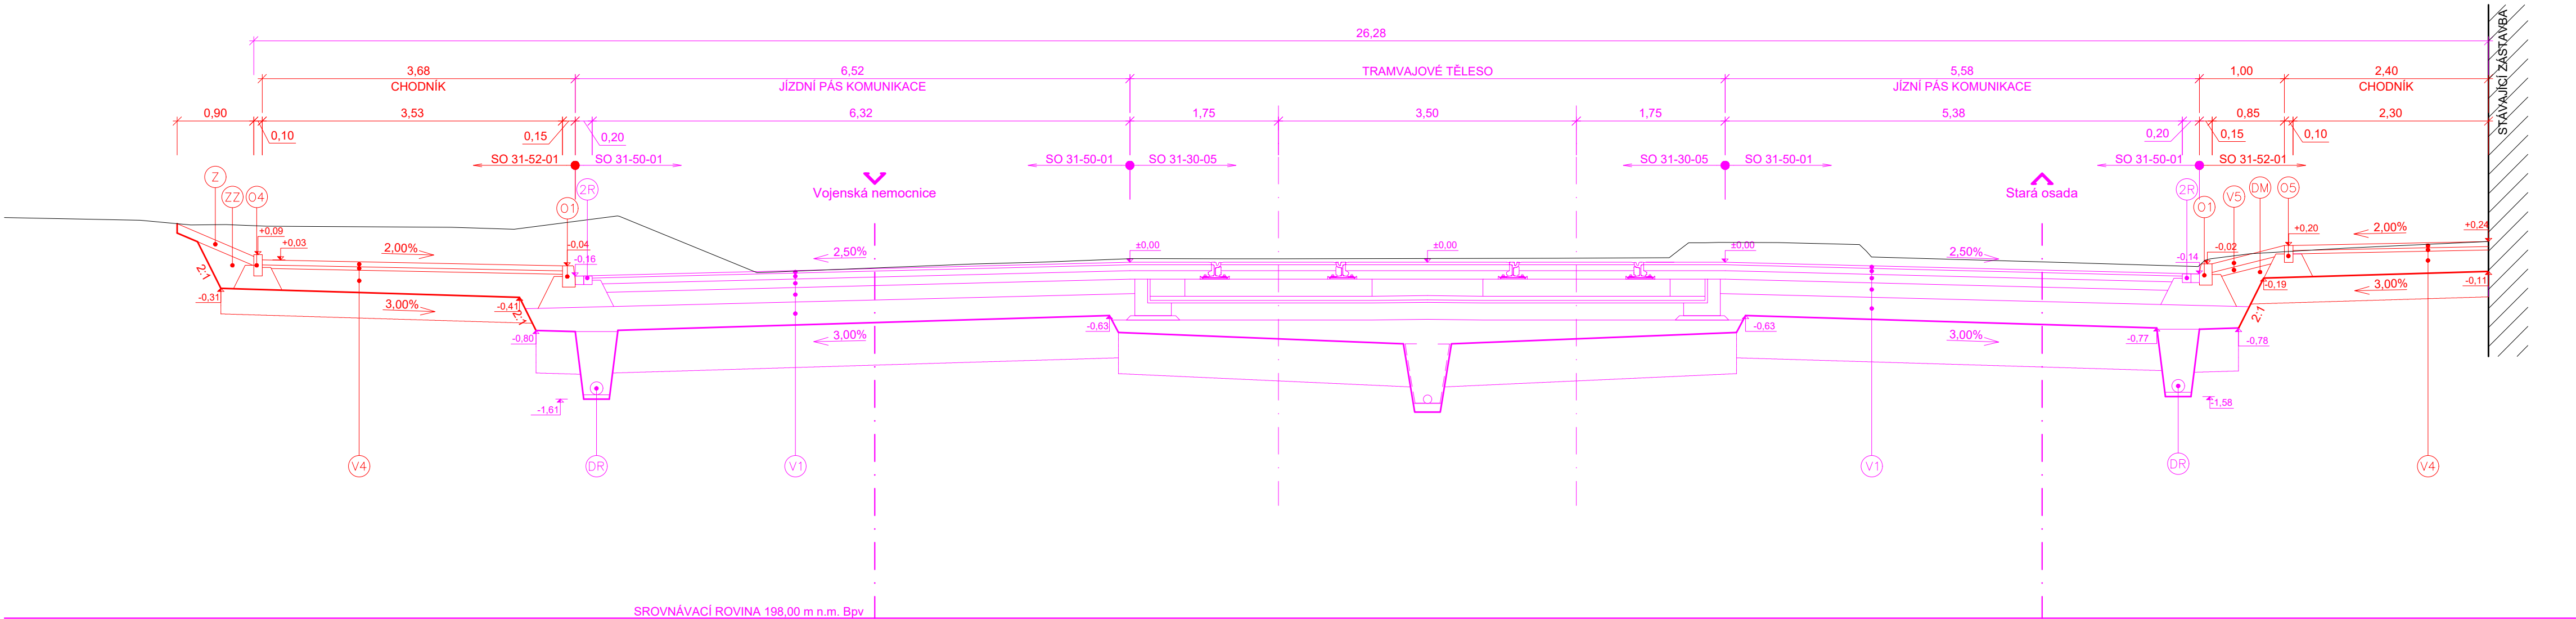 26,28
STÁVAJÍCÍ ZÁSTAVBA
3,68
CHODNÍK
6,52
JÍZDNÍ PÁS KOMUNIKACE
TRAMVAJOVÉ TĚLESO
5,58
JÍZNÍ PÁS KOMUNIKACE
1,00
2,40
CHODNÍK
0,90
0,10
3,53
0,15
0,20
6,32
1,75
3,50
1,75
5,38
0,20
0,15
0,85
0,10
2,30
SO 31-52-01
SO 31-50-01
SO 31-50-01
SO 31-30-05
SO 31-30-05
SO 31-50-01
SO 31-50-01
SO 31-52-01
Z
ZZ
O4
O1
2R
Vojenská nemocnice
Stará osada
2R
O1
V5
DM
O5
+0,09
+0,03
2,00%
-0,04
-0,16
2,50%
±0,00
±0,00
±0,00
2,50%
-0,14
-0,02
+0,20
2,00%
+0,24
2:1
-0,31
3,00%
-0,41
2:1
-0,80
3,00%
-0,63
-0,63
3,00%
-0,77
-0,78
2:1
-0,19
3,00%
-0,11
-1,61
-1,58
V4
DR
V1
V1
DR
V4
SROVNÁVACÍ ROVINA 198,00 m n.m. Bpv